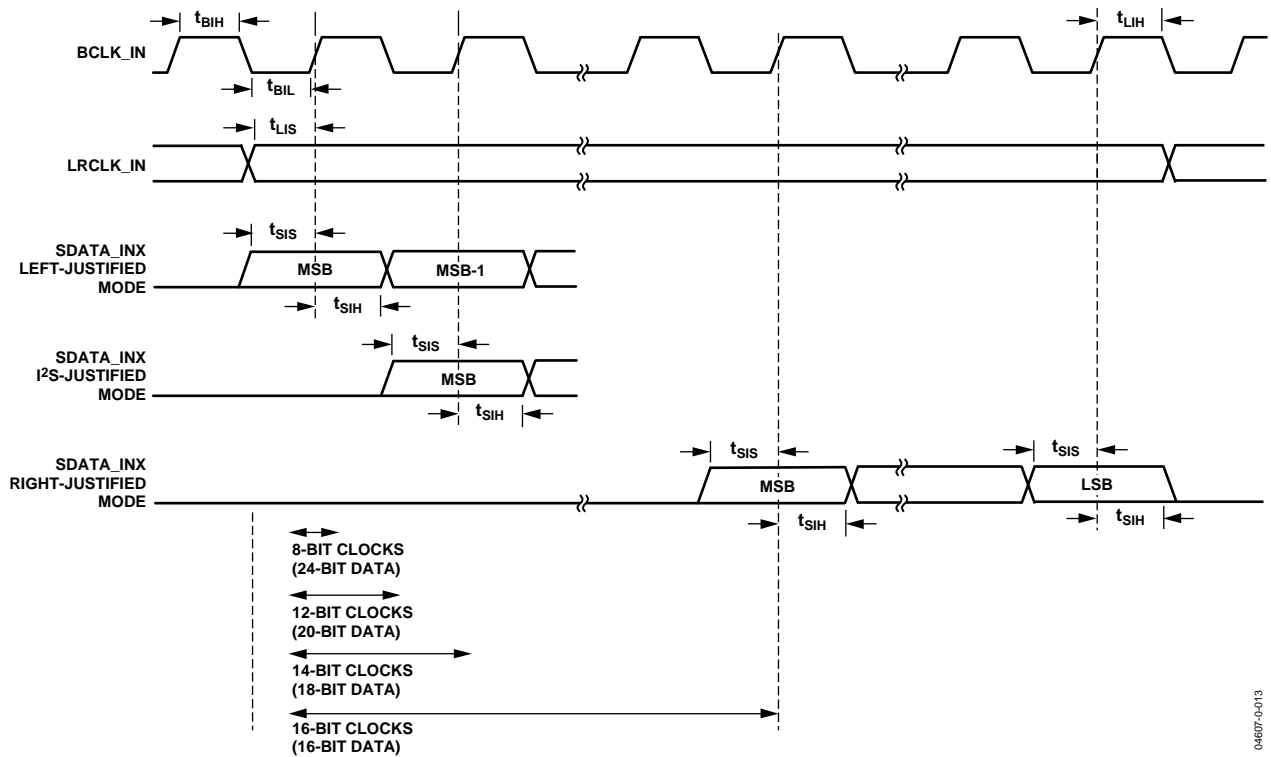 tBIH
tLIH
BCLK_IN
tBIL
tLIS
LRCLK_IN
tSIS
SDATA_INX
LEFT-JUSTIFIED
MODE
MSB
MSB-1
tSIH
tSIS
SDATA_INX
I2S-JUSTIFIED
MODE
MSB
tSIH
tSIS
tSIS
SDATA_INX
RIGHT-JUSTIFIED
MODE
MSB
LSB
tSIH
tSIH
8-BIT CLOCKS
(24-BIT DATA)
12-BIT CLOCKS
(20-BIT DATA)
14-BIT CLOCKS
(18-BIT DATA)
16-BIT CLOCKS
(16-BIT DATA)
04607-0-013